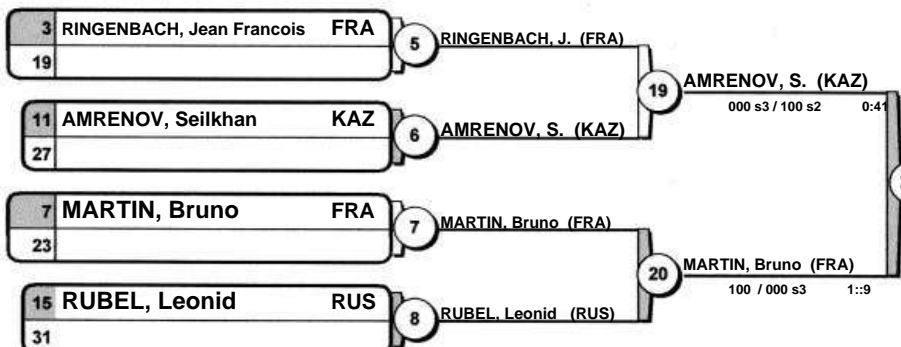 3 RINGENBACH, Jean Francois FRA
19
5
RINGENBACH, J. (FRA)
11 AMRENOV, Seilkhan KAZ
27
6
AMRENOV, S. (KAZ)
19
AMRENOV, S. (KAZ)
000 s3 / 100 s2 0:41
7 MARTIN, Bruno FRA
23
7
MARTIN, Bruno (FRA)
15 RUBEL, Leonid RUS
31
8
RUBEL, Leonid (RUS)
20
MARTIN, Bruno (FRA)
100 / 000 s3 1::9